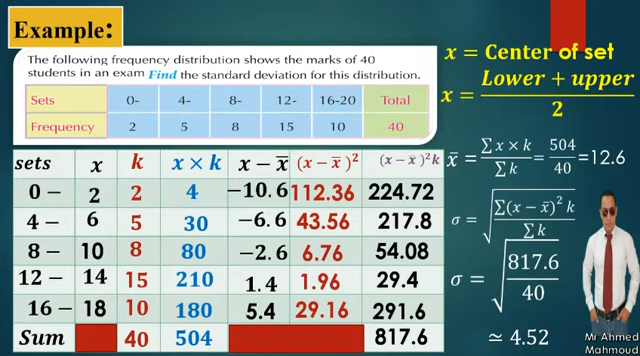 Example:
The following frequency distribution shows the marks of 40
students in an exam Find the standard deviation for this distribution.
Sets 0- 4- 8- 12- 16-20 Total
Frequency 2 5 8 15 10 40
x = Center of set
x = (Lower + upper)/2
sets x k x × k x − x̄ (x − x̄)² (x − x̄)²k
0 − 2 2 4 −10.6 112.36 224.72
4 − 6 5 30 −6.6 43.56 217.8
8 − 10 8 80 −2.6 6.76 54.08
12 − 14 15 210 1.4 1.96 29.4
16 − 18 10 180 5.4 29.16 291.6
Sum 40 504 817.6
x̄ = ∑x × k / ∑k = 504/40 = 12.6
σ = √(∑(x − x̄)² k / ∑k)
σ = √(817.6/40)
≃ 4.52
Mr Ahmed
Mahmoud